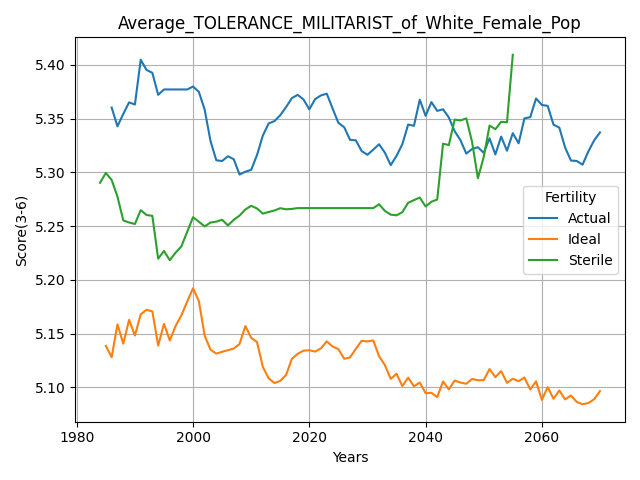 Average_TOLERANCE_MILITARIST_of_White_Female_Pop
5.40
5.35
5.30
5.25
5.20
5.15
5.10
Score(3-6)
Fertility
Actual
Ideal
Sterile
1980
2000
2020
2040
2060
Years